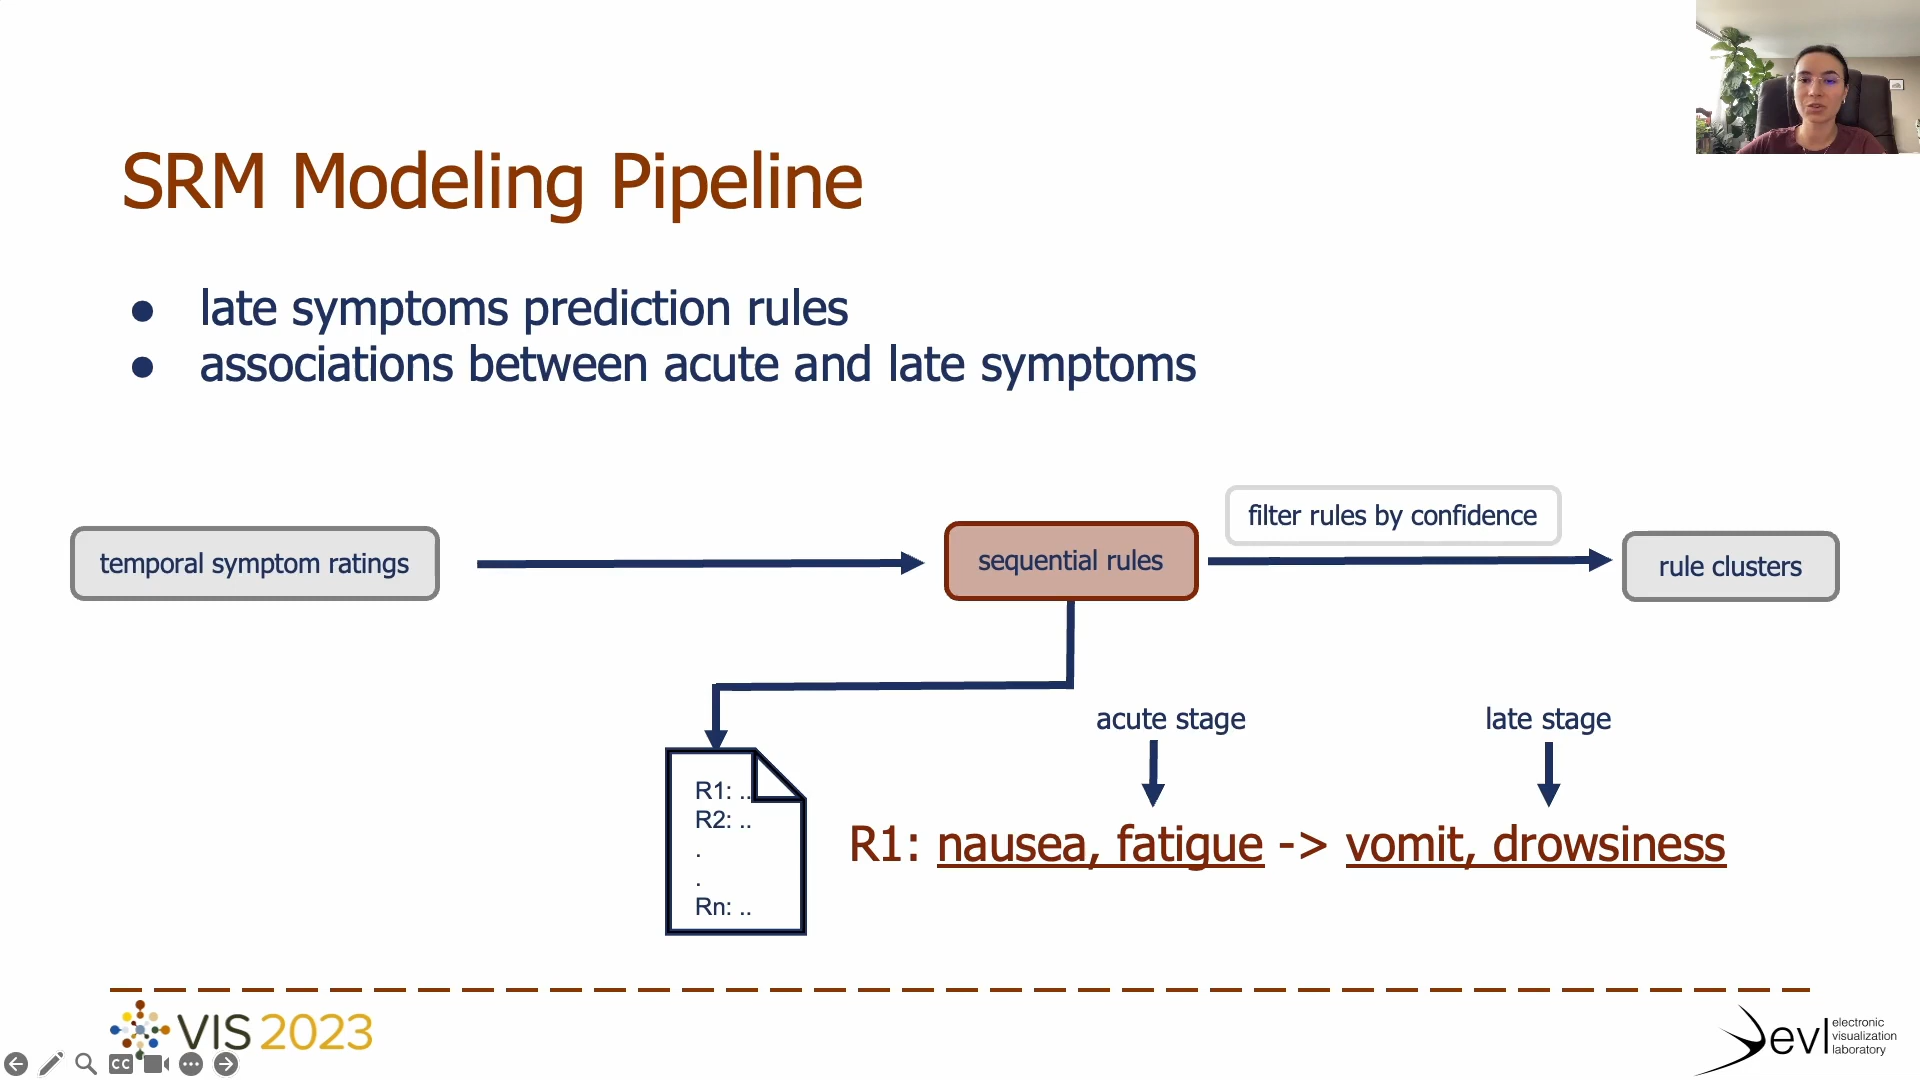 SRM Modeling Pipeline
● late symptoms prediction rules
● associations between acute and late symptoms
filter rules by confidence
temporal symptom ratings
sequential rules
rule clusters
acute stage
late stage
R1: ..
R2: ..
.
.
Rn: ..
R1: nausea, fatigue -> vomit, drowsiness
VIS 2023
CC
evl
electronic
visualization
laboratory